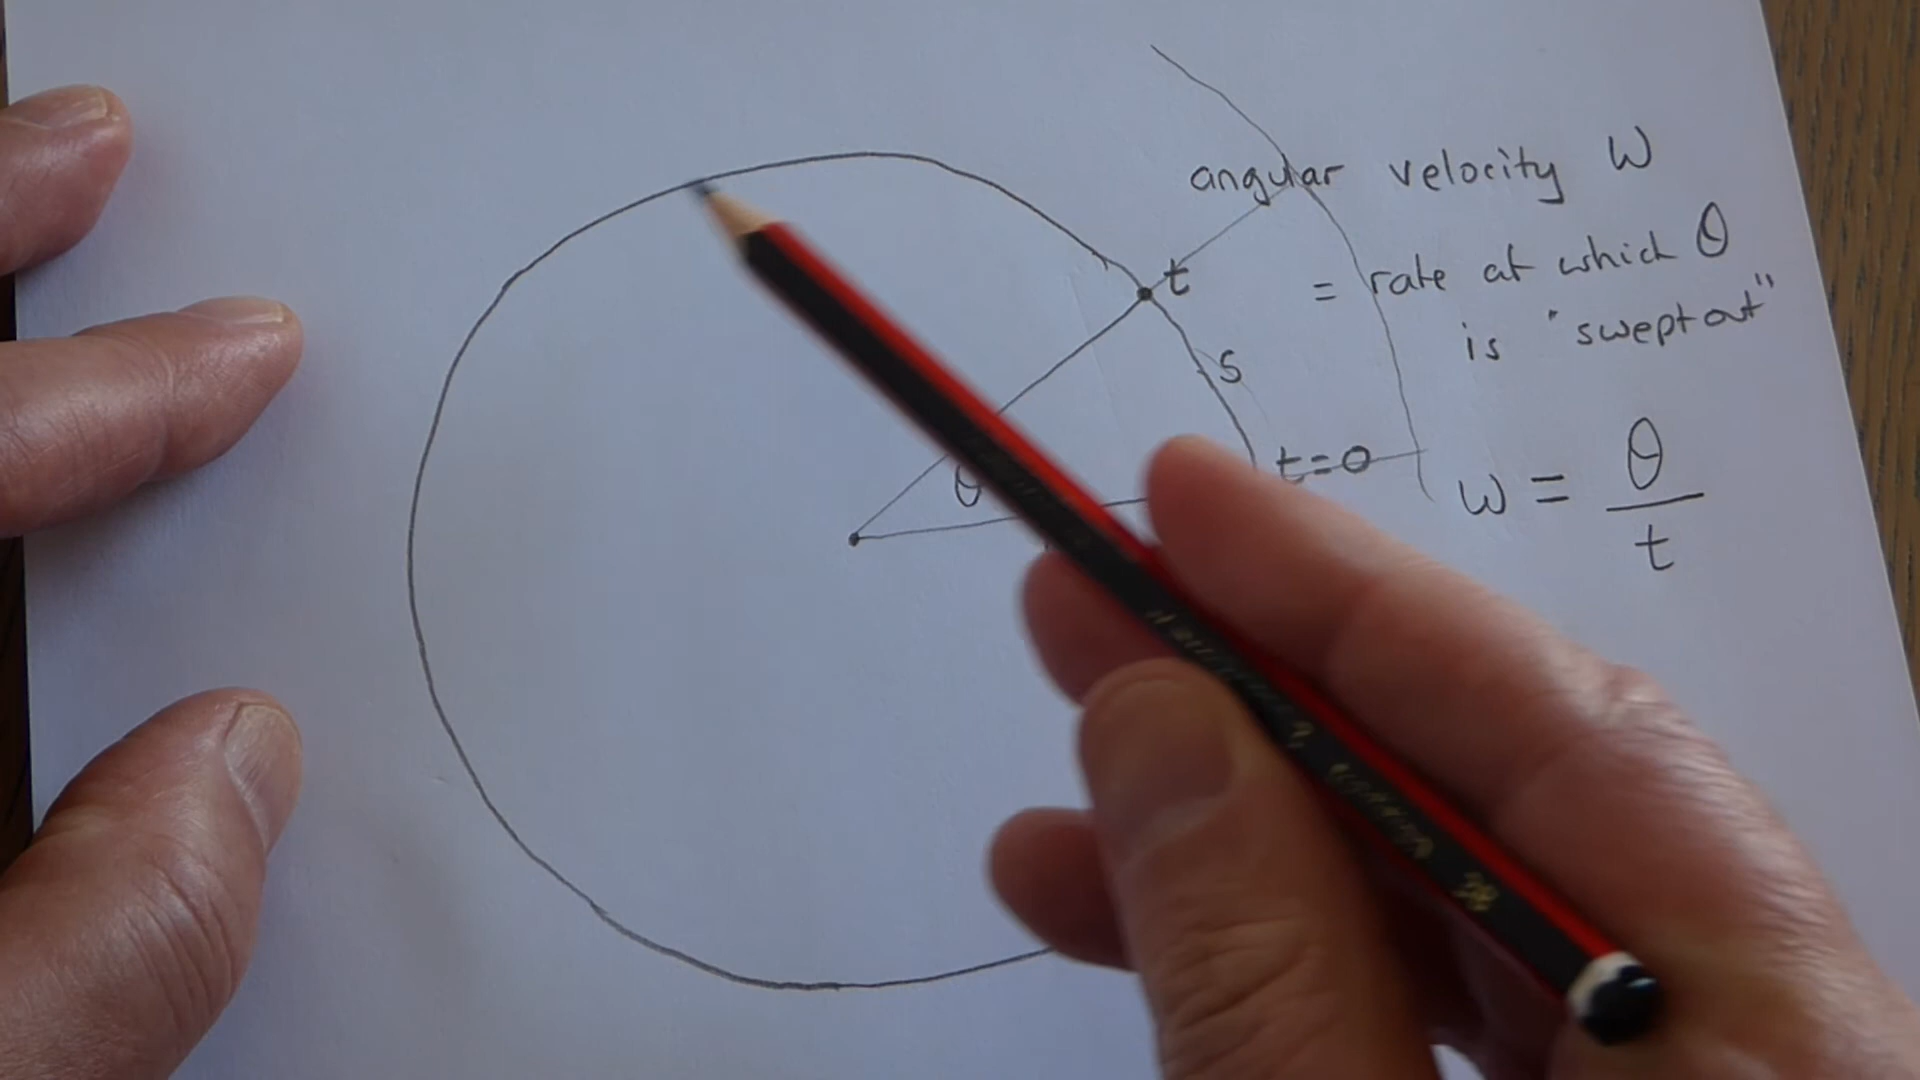 angular velocity ω
= rate at which θ
is "swept out"
t
s
t=0
θ
ω = θ/t